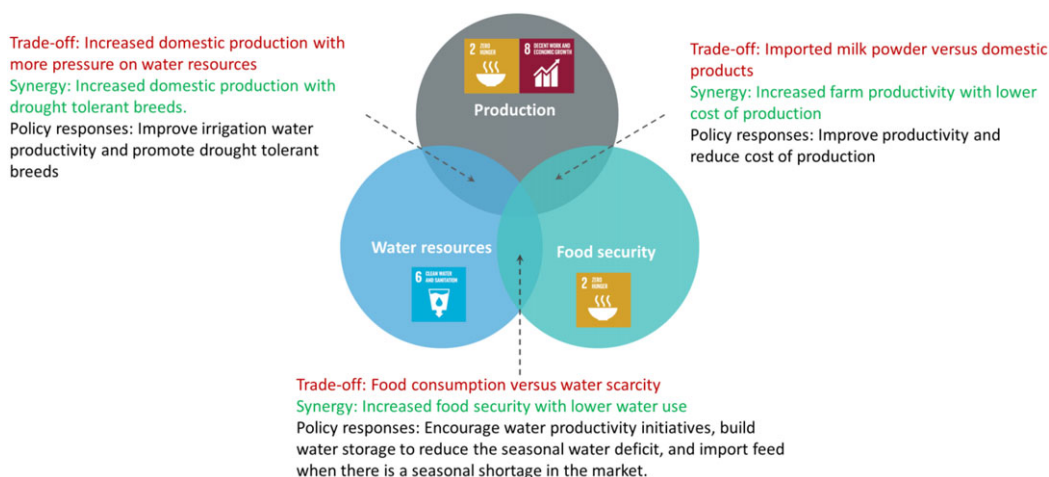 Trade-off: Increased domestic production with
more pressure on water resources
Synergy: Increased domestic production with
drought tolerant breeds.
Policy responses: Improve irrigation water
productivity and promote drought tolerant
breeds
2 ZERO
HUNGER
8 DECENT WORK AND
ECONOMIC GROWTH
Production
Trade-off: Imported milk powder versus domestic
products
Synergy: Increased farm productivity with lower
cost of production
Policy responses: Improve productivity and
reduce cost of production
Water resources
6 CLEAN WATER
AND SANITATION
Food security
2 ZERO
HUNGER
Trade-off: Food consumption versus water scarcity
Synergy: Increased food security with lower water use
Policy responses: Encourage water productivity initiatives, build
water storage to reduce the seasonal water deficit, and import feed
when there is a seasonal shortage in the market.